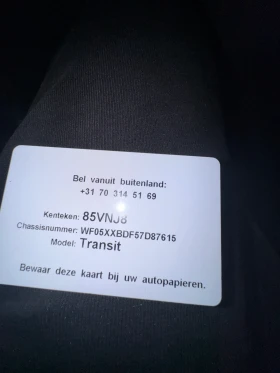 Bel vanuit buitenland:
+31 70 314 51 69
Kenteken: 85VNJ8
Chassisnummer: WF05XXBDF57D87615
Model: Transit
Bewaar deze kaart bij uw autopapieren.